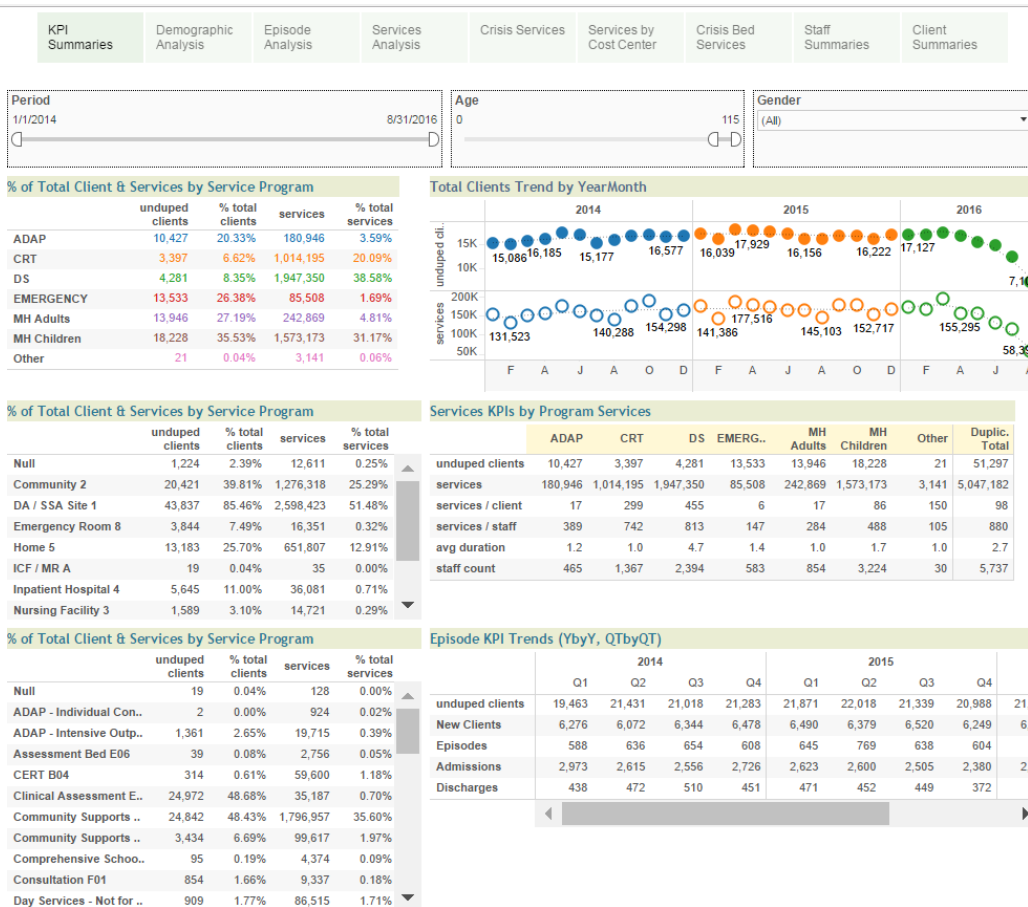 KPI Summaries
Demographic Analysis
Episode Analysis
Services Analysis
Crisis Services
Services by Cost Center
Crisis Bed Services
Staff Summaries
Client Summaries
Period
1/1/2014 8/31/2016
Age
0 115
Gender
(All)
% of Total Client & Services by Service Program
unduped clients % total clients services % total services
ADAP 10,427 20.33% 180,946 3.59%
CRT 3,397 6.62% 1,014,195 20.09%
DS 4,281 8.35% 1,947,350 38.58%
EMERGENCY 13,533 26.38% 85,508 1.69%
MH Adults 13,946 27.19% 242,869 4.81%
MH Children 18,228 35.53% 1,573,173 31.17%
Other 21 0.04% 3,141 0.06%
Total Clients Trend by YearMonth
2014 2015 2016
unduped cli..
15K
10K
15,086 16,185 15,177 16,577 16,039 17,929 16,156 16,222 17,127
services
200K
150K
100K
50K
131,523 140,288 154,298 141,386 177,516 145,103 152,717 155,295
F A J A O D F A J A O D F A J
% of Total Client & Services by Service Program
unduped clients % total clients services % total services
Null 1,224 2.39% 12,611 0.25%
Community 2 20,421 39.81% 1,276,318 25.29%
DA / SSA Site 1 43,837 85.46% 2,598,423 51.48%
Emergency Room 8 3,844 7.49% 16,351 0.32%
Home 5 13,183 25.70% 651,807 12.91%
ICF / MR A 19 0.04% 35 0.00%
Inpatient Hospital 4 5,645 11.00% 36,081 0.71%
Nursing Facility 3 1,589 3.10% 14,721 0.29%
Services KPIs by Program Services
ADAP CRT DS EMERG.. MH Adults MH Children Other Duplic. Total
unduped clients 10,427 3,397 4,281 13,533 13,946 18,228 21 51,297
services 180,946 1,014,195 1,947,350 85,508 242,869 1,573,173 3,141 5,047,182
services / client 17 299 455 6 17 86 150 98
services / staff 389 742 813 147 284 488 105 880
avg duration 1.2 1.0 4.7 1.4 1.0 1.7 1.0 2.7
staff count 465 1,367 2,394 583 854 3,224 30 5,737
% of Total Client & Services by Service Program
unduped clients % total clients services % total services
Null 19 0.04% 128 0.00%
ADAP - Individual Con.. 2 0.00% 924 0.02%
ADAP - Intensive Outp.. 1,361 2.65% 19,715 0.39%
Assessment Bed E06 39 0.08% 2,756 0.05%
CERT B04 314 0.61% 59,600 1.18%
Clinical Assessment E.. 24,972 48.68% 35,187 0.70%
Community Supports .. 24,842 48.43% 1,796,957 35.60%
Community Supports .. 3,434 6.69% 99,617 1.97%
Comprehensive Schoo.. 95 0.19% 4,374 0.09%
Consultation F01 854 1.66% 9,337 0.18%
Day Services - Not for .. 909 1.77% 86,515 1.71%
Episode KPI Trends (YbyY, QTbyQT)
2014 2015
Q1 Q2 Q3 Q4 Q1 Q2 Q3 Q4
unduped clients 19,463 21,431 21,018 21,283 21,871 22,018 21,339 20,988
New Clients 6,276 6,072 6,344 6,478 6,490 6,379 6,520 6,249
Episodes 588 636 654 608 645 769 638 604
Admissions 2,973 2,615 2,556 2,726 2,623 2,600 2,505 2,380
Discharges 438 472 510 451 471 452 449 372